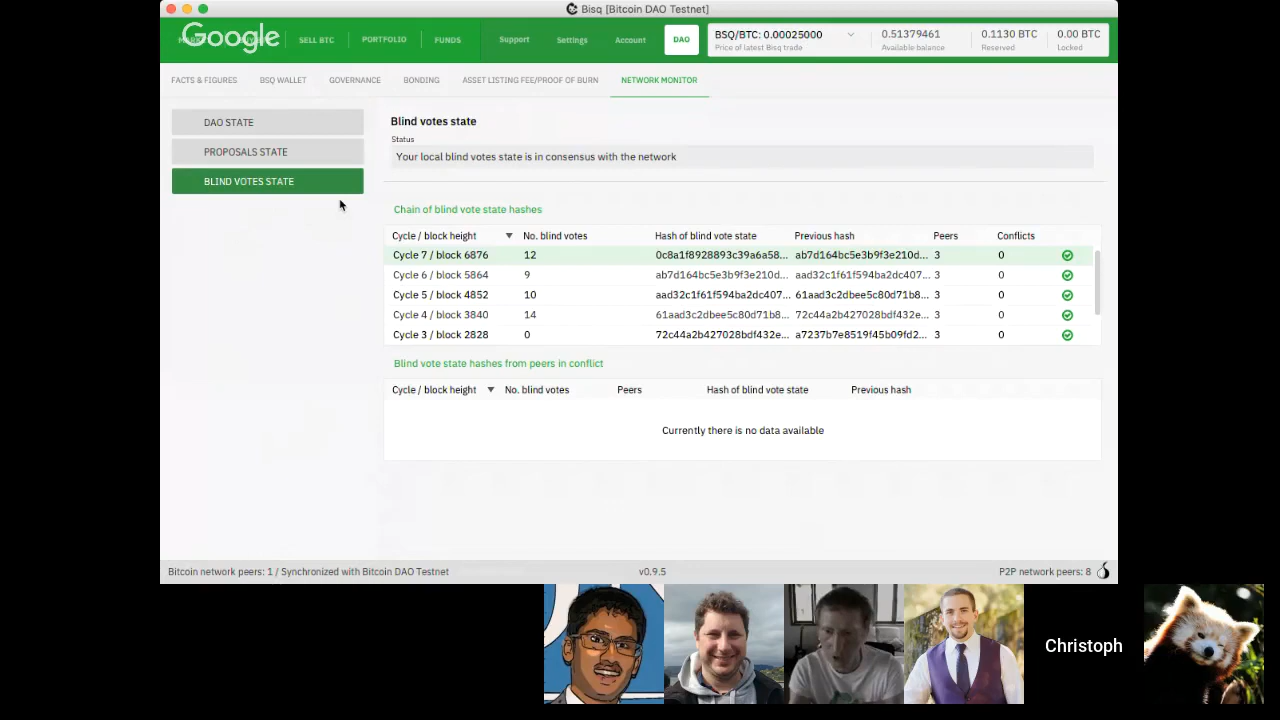 Bisq [Bitcoin DAO Testnet]
Google
SELL BTC
PORTFOLIO
FUNDS
Support
Settings
Account
DAO
BSQ/BTC: 0.00025000
Price of latest Bisq trade
0.51379461
Available balance
0.1130 BTC
Reserved
0.00 BTC
Locked
FACTS & FIGURES
BSQ WALLET
GOVERNANCE
BONDING
ASSET LISTING FEE/PROOF OF BURN
NETWORK MONITOR
DAO STATE
PROPOSALS STATE
BLIND VOTES STATE
Blind votes state
Status
Your local blind votes state is in consensus with the network
Chain of blind vote state hashes
Cycle / block height No. blind votes Hash of blind vote state Previous hash Peers Conflicts
Cycle 7 / block 6876 12 0c8a1f8928893c39a6a58... ab7d164bc5e3b9f3e210d... 3 0
Cycle 6 / block 5864 9 ab7d164bc5e3b9f3e210d... aad32c1f61f594ba2dc407... 3 0
Cycle 5 / block 4852 10 aad32c1f61f594ba2dc407... 61aad3c2dbee5c80d71b8... 3 0
Cycle 4 / block 3840 14 61aad3c2dbee5c80d71b8... 72c44a2b427028bdf432e... 3 0
Cycle 3 / block 2828 0 72c44a2b427028bdf432e... a7237b7e8519f45b09fd2... 3 0
Blind vote state hashes from peers in conflict
Cycle / block height No. blind votes Peers Hash of blind vote state Previous hash
Currently there is no data available
Bitcoin network peers: 1 / Synchronized with Bitcoin DAO Testnet
v0.9.5
P2P network peers: 8
Christoph